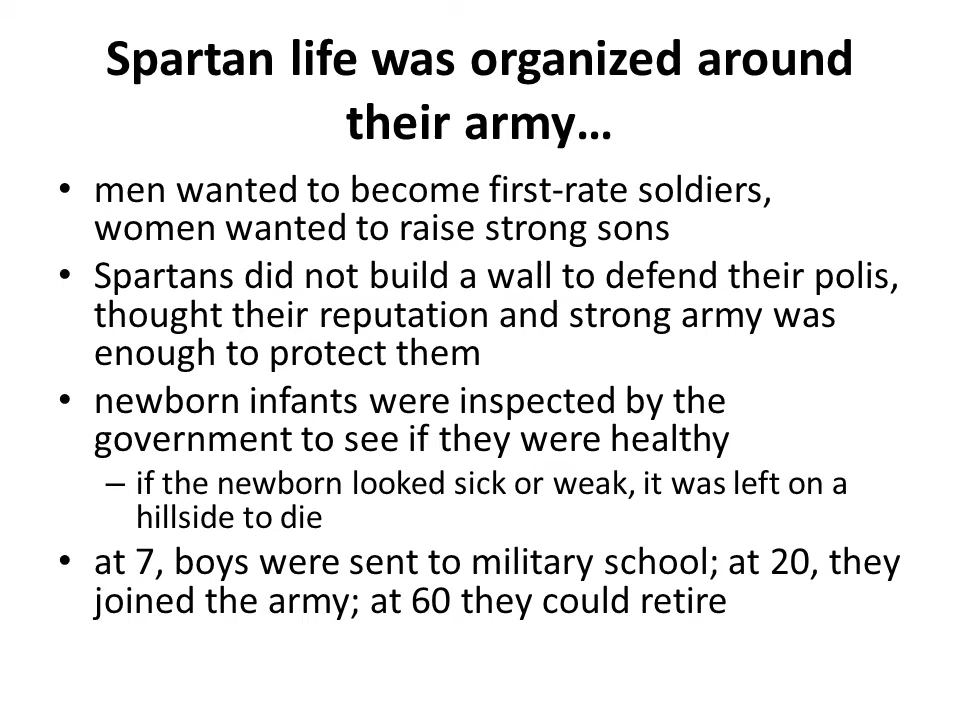 Spartan life was organized around
their army…
• men wanted to become first-rate soldiers,
women wanted to raise strong sons
• Spartans did not build a wall to defend their polis,
thought their reputation and strong army was
enough to protect them
• newborn infants were inspected by the
government to see if they were healthy
– if the newborn looked sick or weak, it was left on a
hillside to die
• at 7, boys were sent to military school; at 20, they
joined the army; at 60 they could retire